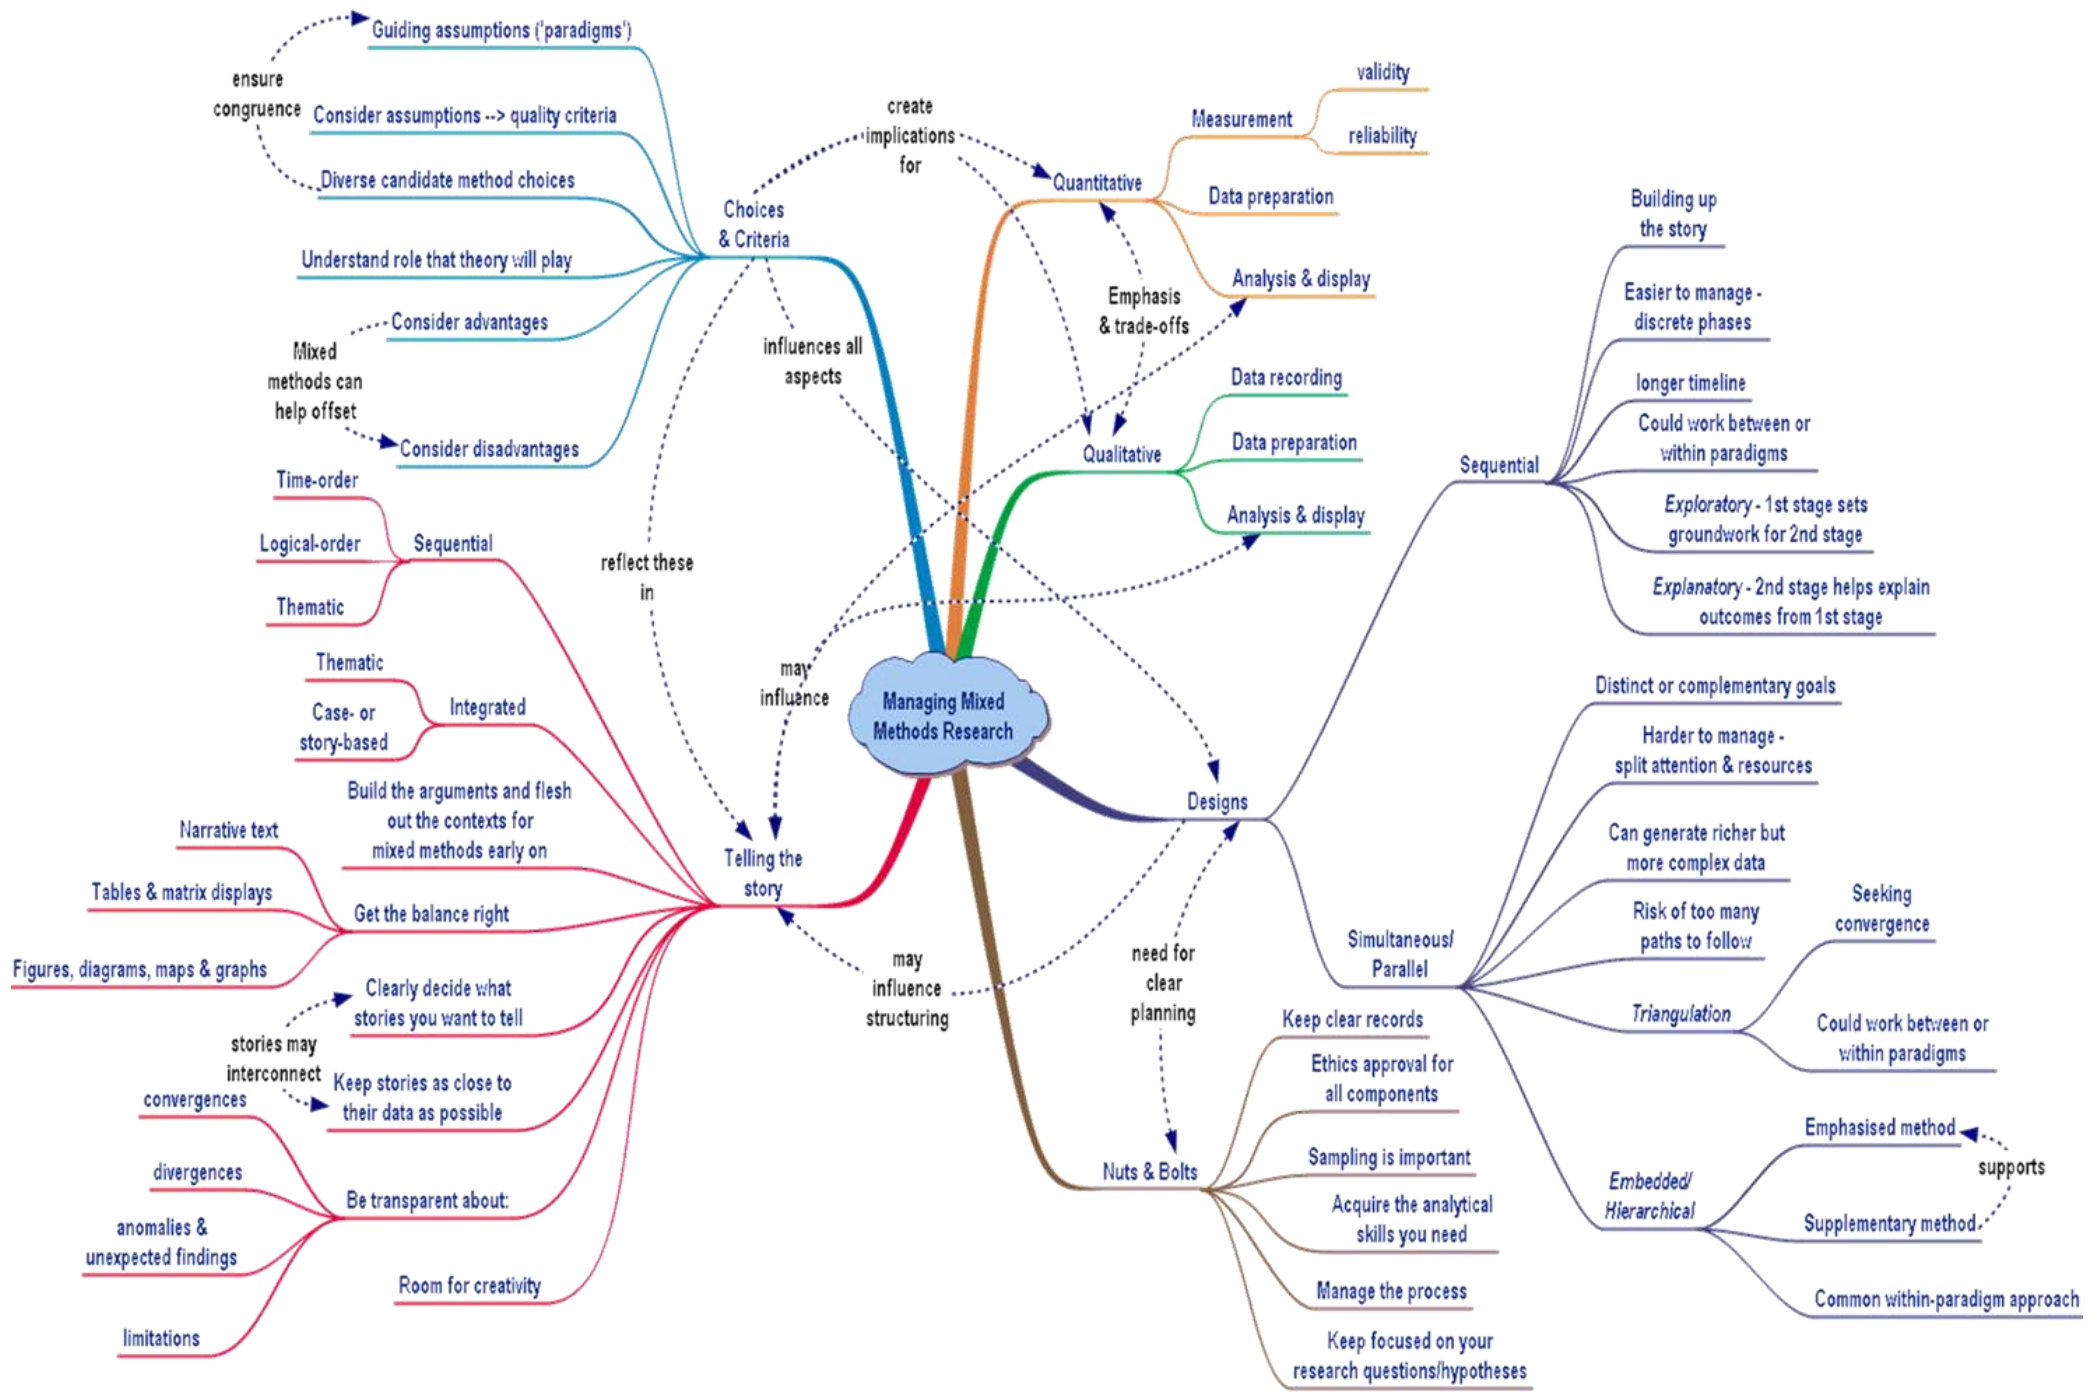 Guiding assumptions ('paradigms')
ensure
congruence
Consider assumptions --> quality criteria
Diverse candidate method choices
Understand role that theory will play
Consider advantages
Mixed
methods can
help offset
Consider disadvantages
Choices
& Criteria
create
implications
for
influences all
aspects
reflect these
in
Quantitative
Measurement
validity
reliability
Data preparation
Analysis & display
Emphasis
& trade-offs
Qualitative
Data recording
Data preparation
Analysis & display
may
influence
Managing Mixed
Methods Research
Designs
Sequential
Building up
the story
Easier to manage -
discrete phases
longer timeline
Could work between or
within paradigms
Exploratory - 1st stage sets
groundwork for 2nd stage
Explanatory - 2nd stage helps explain
outcomes from 1st stage
Simultaneous/
Parallel
Distinct or complementary goals
Harder to manage -
split attention & resources
Can generate richer but
more complex data
Risk of too many
paths to follow
Triangulation
Seeking
convergence
Could work between or
within paradigms
Embedded/
Hierarchical
Emphasised method
supports
Supplementary method
Common within-paradigm approach
need for
clear
planning
may
influence
structuring
Nuts & Bolts
Keep clear records
Ethics approval for
all components
Sampling is important
Acquire the analytical
skills you need
Manage the process
Keep focused on your
research questions/hypotheses
Telling the
story
Sequential
Time-order
Logical-order
Thematic
Integrated
Thematic
Case- or
story-based
Build the arguments and flesh
out the contexts for
mixed methods early on
Get the balance right
Narrative text
Tables & matrix displays
Figures, diagrams, maps & graphs
Clearly decide what
stories you want to tell
stories may
interconnect
Keep stories as close to
their data as possible
Be transparent about:
convergences
divergences
anomalies &
unexpected findings
limitations
Room for creativity